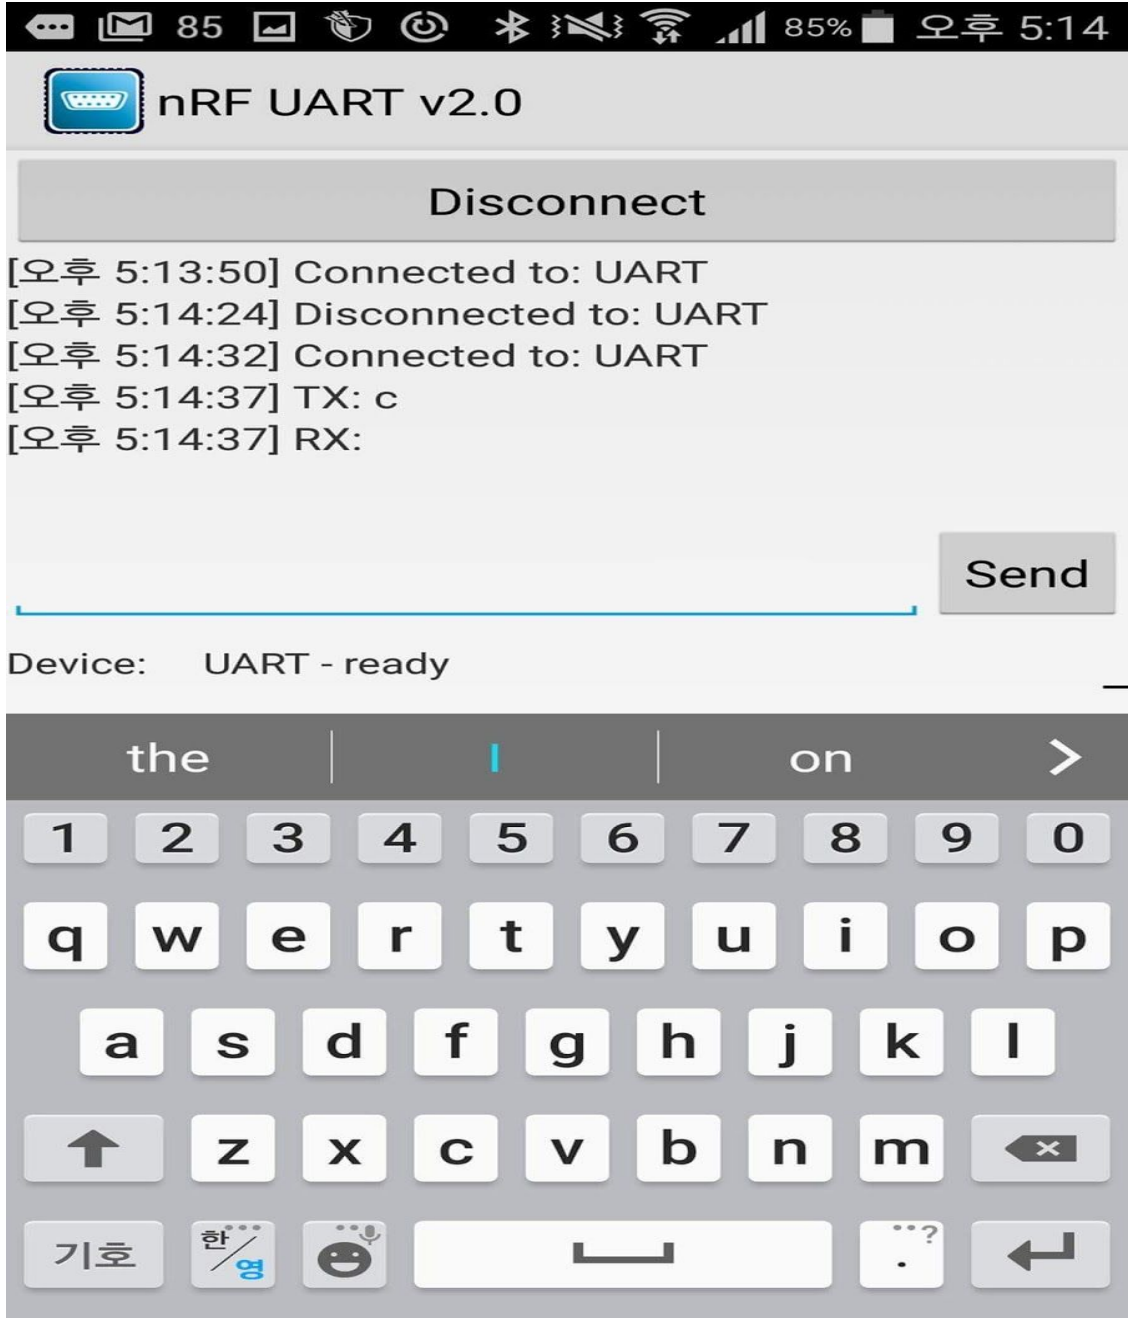 85 85% 오후 5:14
nRF UART v2.0
Disconnect
[오후 5:13:50] Connected to: UART
[오후 5:14:24] Disconnected to: UART
[오후 5:14:32] Connected to: UART
[오후 5:14:37] TX: c
[오후 5:14:37] RX:
Send
Device: UART - ready
the I on
1 2 3 4 5 6 7 8 9 0
q w e r t y u i o p
a s d f g h j k l
z x c v b n m
기호 한/영 . ?